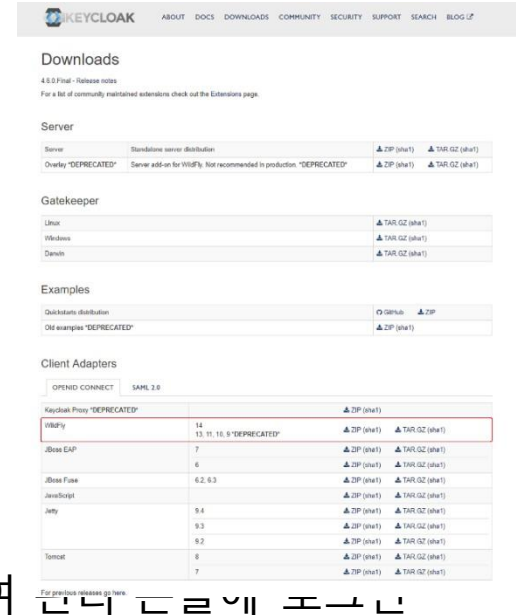 KEYCLOAK ABOUT DOCS DOWNLOADS COMMUNITY SECURITY SUPPORT SEARCH BLOG
Downloads
4.6.0.Final - Release notes
For a list of community maintained extensions check out the Extensions page.
Server
Server Standalone server distribution ZIP (sha1) TAR.GZ (sha1)
Overlay *DEPRECATED* Server add-on for WildFly. Not recommended in production. *DEPRECATED* ZIP (sha1) TAR.GZ (sha1)
Gatekeeper
Linux TAR.GZ (sha1)
Windows TAR.GZ (sha1)
Darwin TAR.GZ (sha1)
Examples
Quickstarts distribution GitHub ZIP
Old examples *DEPRECATED* ZIP (sha1)
Client Adapters
OPENID CONNECT SAML 2.0
Keycloak Proxy *DEPRECATED* ZIP (sha1)
WildFly 14 ZIP (sha1) TAR.GZ (sha1)
13, 11, 10, 9 *DEPRECATED*
JBoss EAP 7 ZIP (sha1) TAR.GZ (sha1)
6 ZIP (sha1) TAR.GZ (sha1)
JBoss Fuse 6.2, 6.3 ZIP (sha1) TAR.GZ (sha1)
JavaScript ZIP (sha1) TAR.GZ (sha1)
Jetty 9.4 ZIP (sha1) TAR.GZ (sha1)
9.3 ZIP (sha1) TAR.GZ (sha1)
9.2 ZIP (sha1) TAR.GZ (sha1)
Tomcat 8 ZIP (sha1) TAR.GZ (sha1)
7 ZIP (sha1) TAR.GZ (sha1)
For previous releases go here.